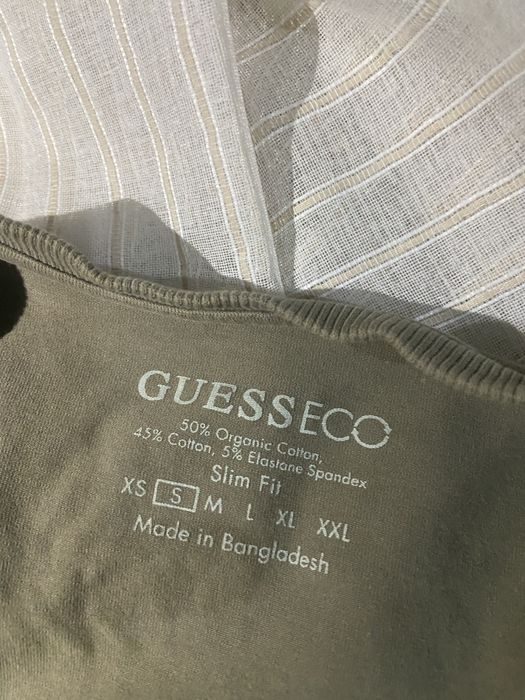 GUESSECO
50% Organic Cotton,
45% Cotton, 5% Elastane Spandex
Slim Fit
XS S M L XL XXL
Made in Bangladesh